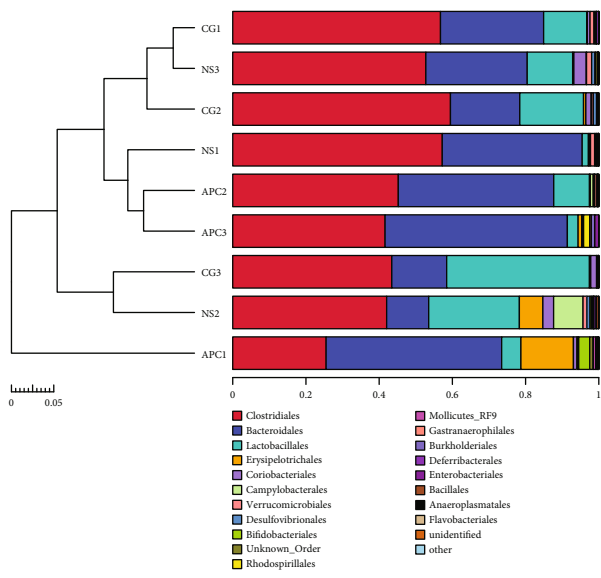 CG1
NS3
CG2
NS1
APC2
APC3
CG3
NS2
APC1
0 0.05
0 0.2 0.4 0.6 0.8 1
Clostridiales
Bacteroidales
Lactobacillales
Erysipelotrichales
Coriobacteriales
Campylobacterales
Verrucomicrobiales
Desulfovibrionales
Bifidobacteriales
Unknown_Order
Rhodospirillales
Mollicutes_RF9
Gastranaerophilales
Burkholderiales
Deferribacterales
Enterobacteriales
Bacillales
Anaeroplasmatales
Flavobacteriales
unidentified
other